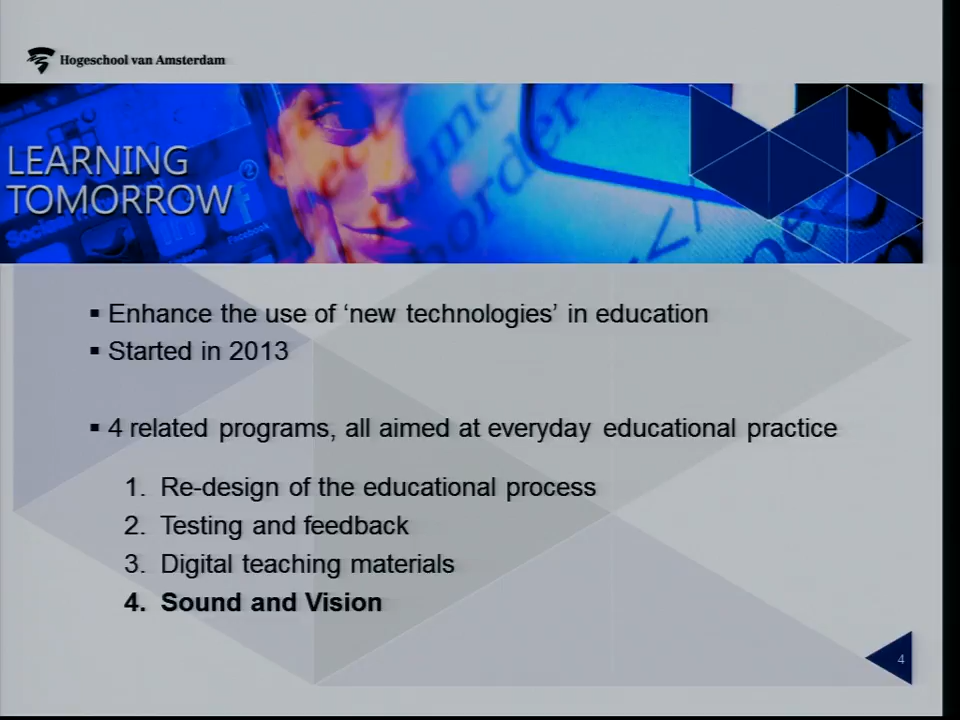 Hogeschool van Amsterdam
LEARNING
TOMORROW
Facebook
▪ Enhance the use of ‘new technologies’ in education
▪ Started in 2013
▪ 4 related programs, all aimed at everyday educational practice
1. Re-design of the educational process
2. Testing and feedback
3. Digital teaching materials
4. Sound and Vision
4